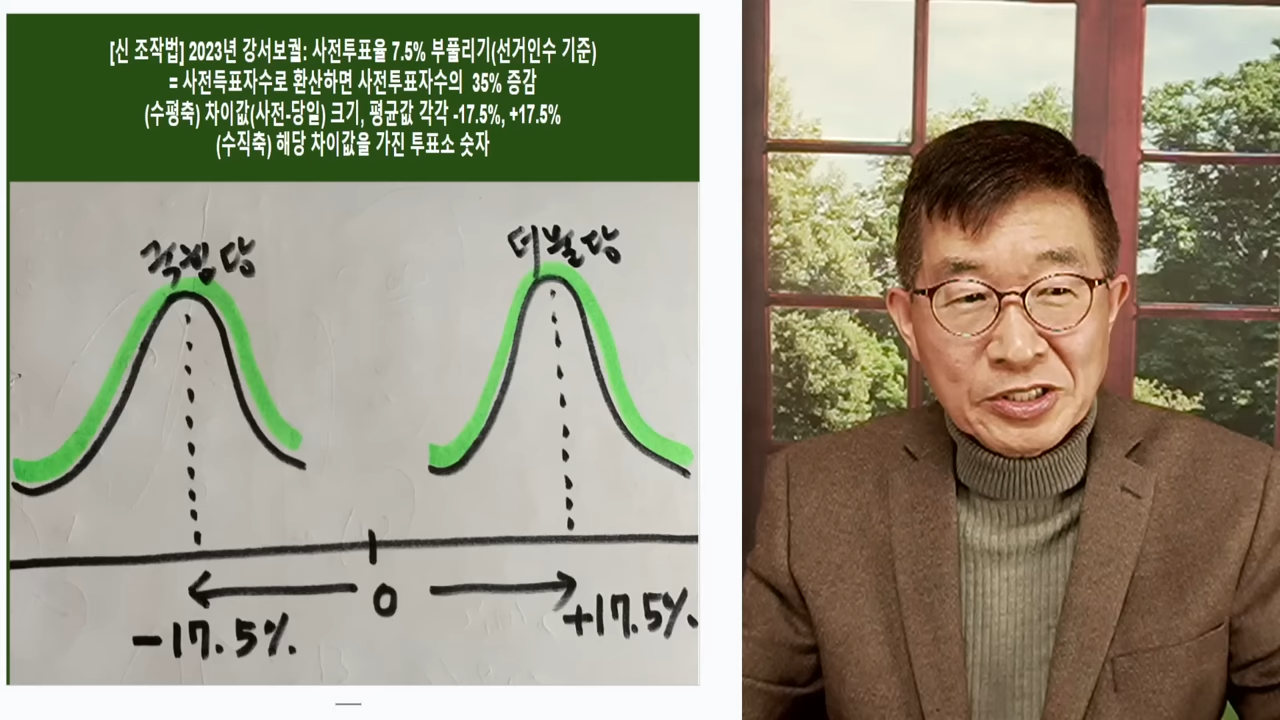 [신 조작법] 2023년 강서보궐: 사전투표율 7.5% 부풀리기(선거인수 기준)
= 사전득표자수로 환산하면 사전투표자수의 35% 증감
(수평축) 차이값(사전-당일) 크기, 평균값 각각 -17.5%, +17.5%
(수직축) 해당 차이값을 가진 투표소 숫자
더불당
0
-17.5%.
+17.5%.